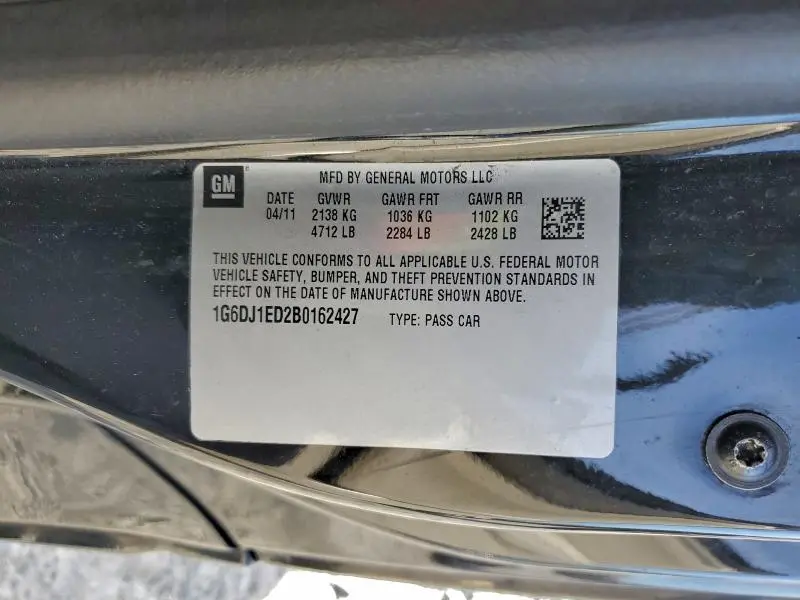 GM
MFD BY GENERAL MOTORS LLC
DATE GVWR GAWR FRT GAWR RR
04/11 2138 KG 1036 KG 1102 KG
4712 LB 2284 LB 2428 LB
THIS VEHICLE CONFORMS TO ALL APPLICABLE U.S. FEDERAL MOTOR
VEHICLE SAFETY, BUMPER, AND THEFT PREVENTION STANDARDS IN
EFFECT ON THE DATE OF MANUFACTURE SHOWN ABOVE.
1G6DJ1ED2B0162427 TYPE: PASS CAR